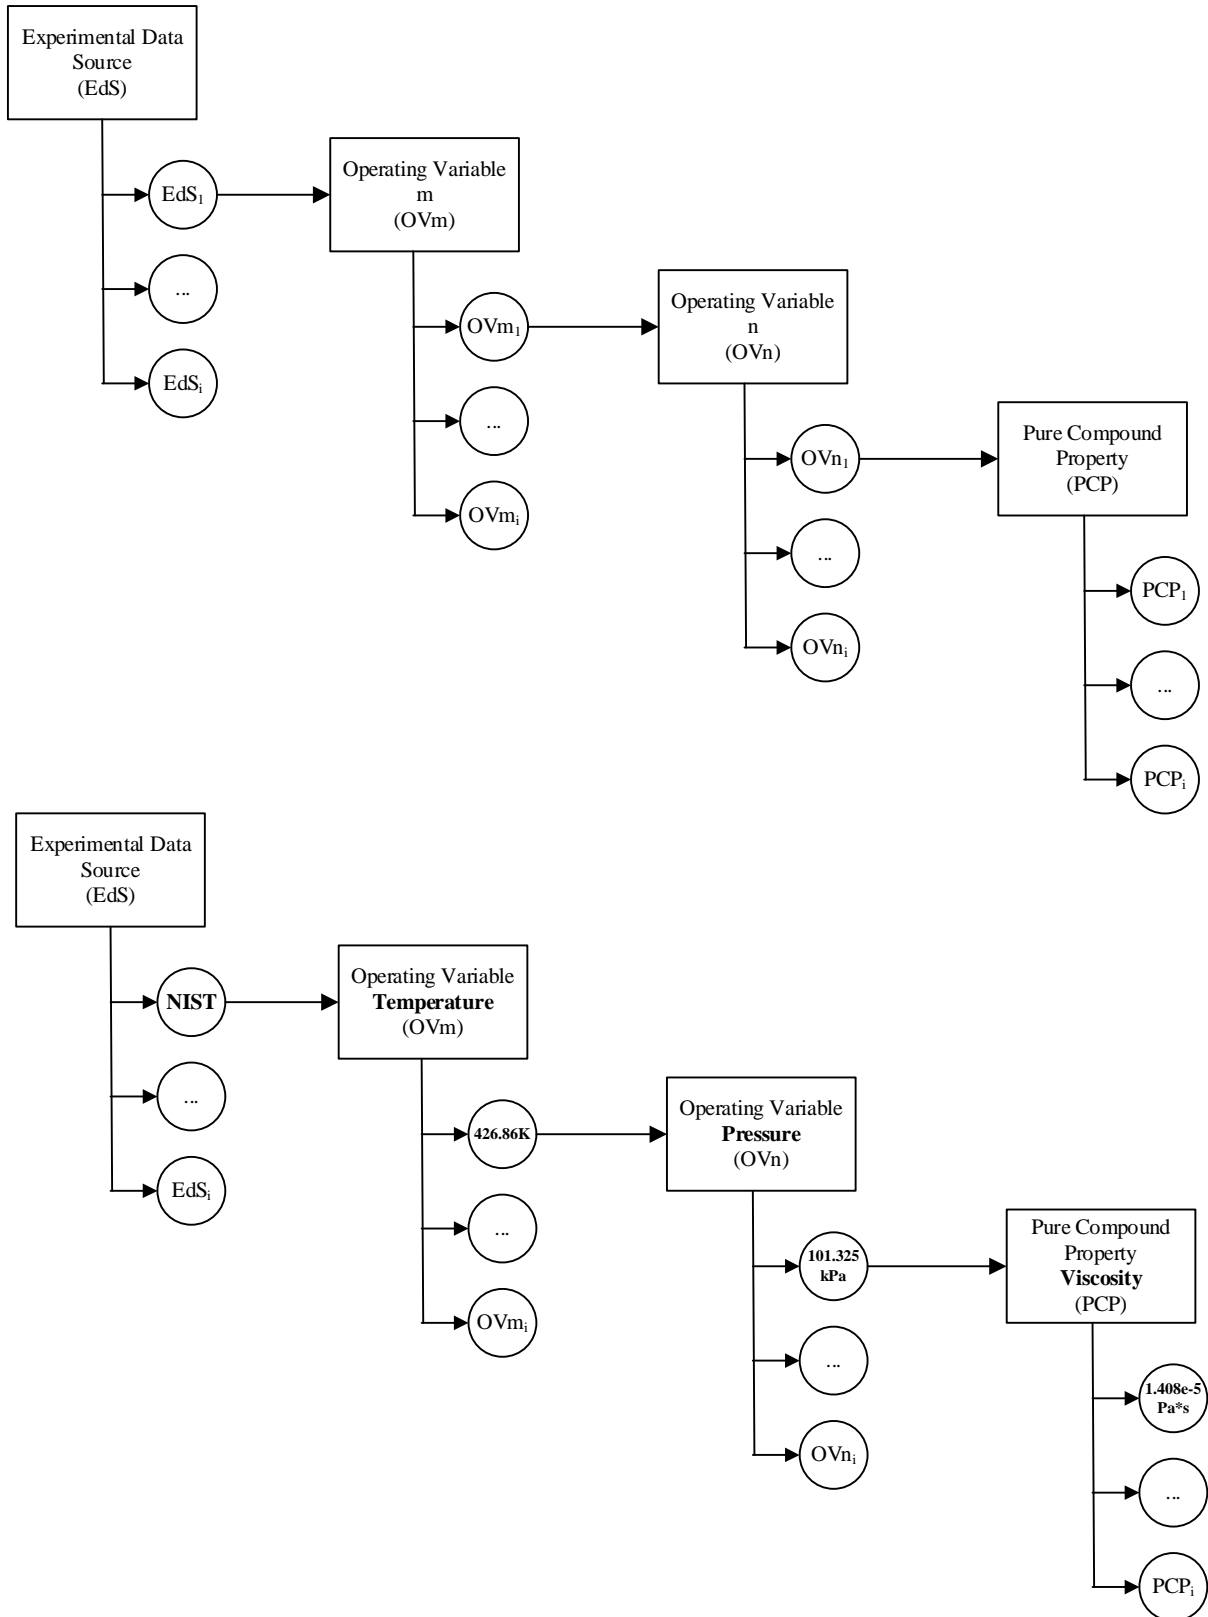 Experimental Data
Source
(EdS)
EdS₁
...
EdSᵢ
Operating Variable
m
(OVm)
OVm₁
...
OVmᵢ
Operating Variable
n
(OVn)
OVn₁
...
OVnᵢ
Pure Compound
Property
(PCP)
PCP₁
...
PCPᵢ
Experimental Data
Source
(EdS)
NIST
...
EdSᵢ
Operating Variable
Temperature
(OVm)
426.86K
...
OVmᵢ
Operating Variable
Pressure
(OVn)
101.325
kPa
...
OVnᵢ
Pure Compound
Property
Viscosity
(PCP)
1.408e-5
Pa*s
...
PCPᵢ